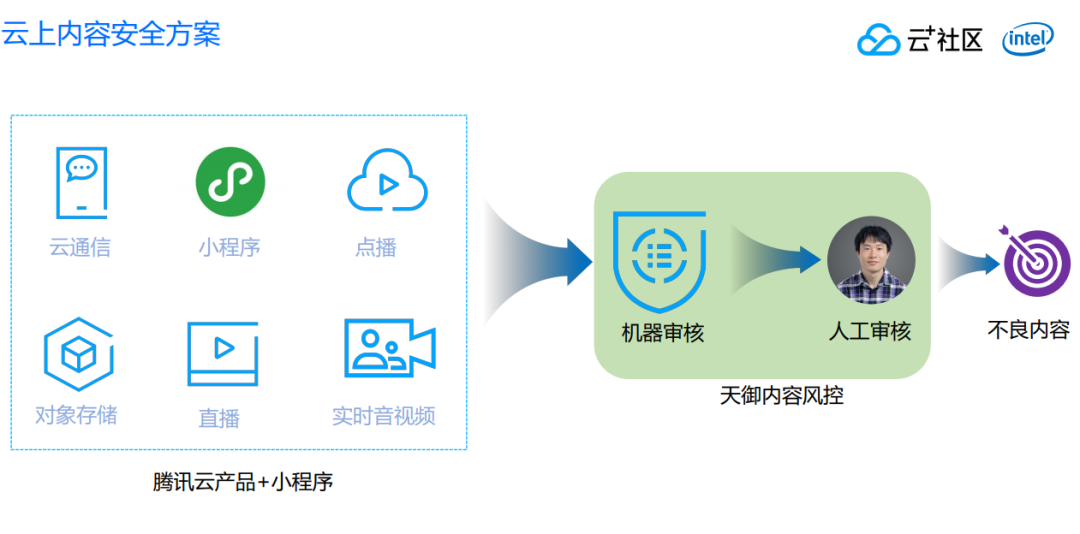 云上内容安全方案
云+社区
intel
云通信
小程序
点播
对象存储
直播
实时音视频
腾讯云产品+小程序
机器审核
人工审核
天御内容风控
不良内容